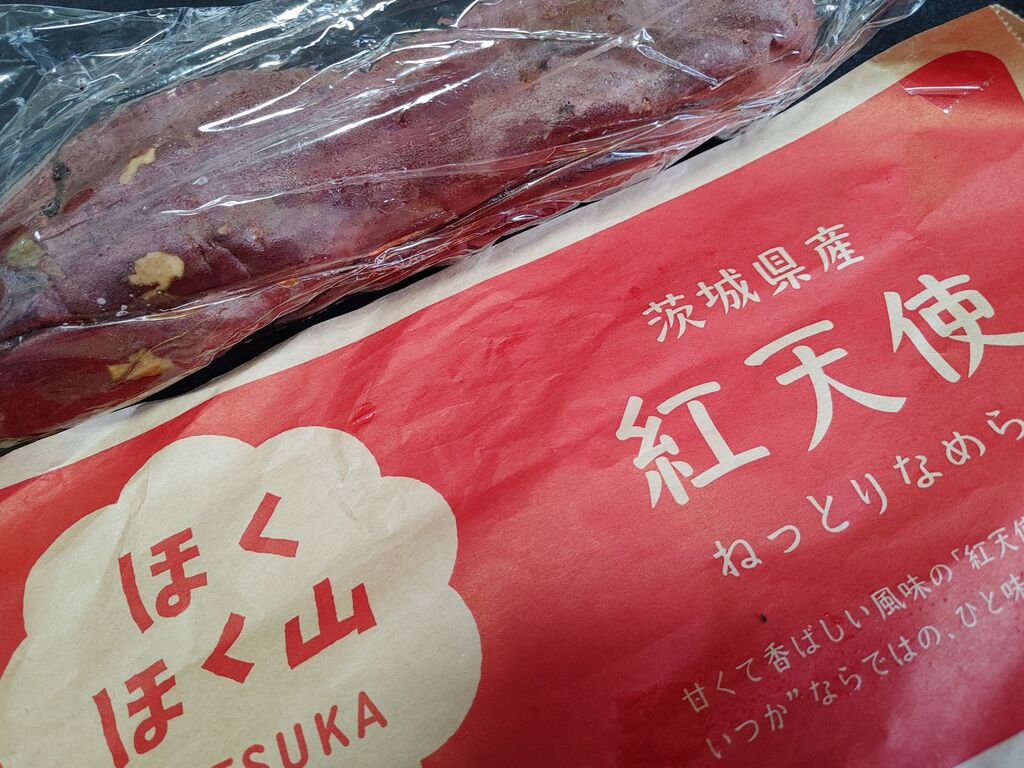 茨城県産
紅天使
ねっとりなめら
甘くて香ばしい風味の「紅天使
いつか”ならではの、ひと味
ほく
ほく山
TSUKA